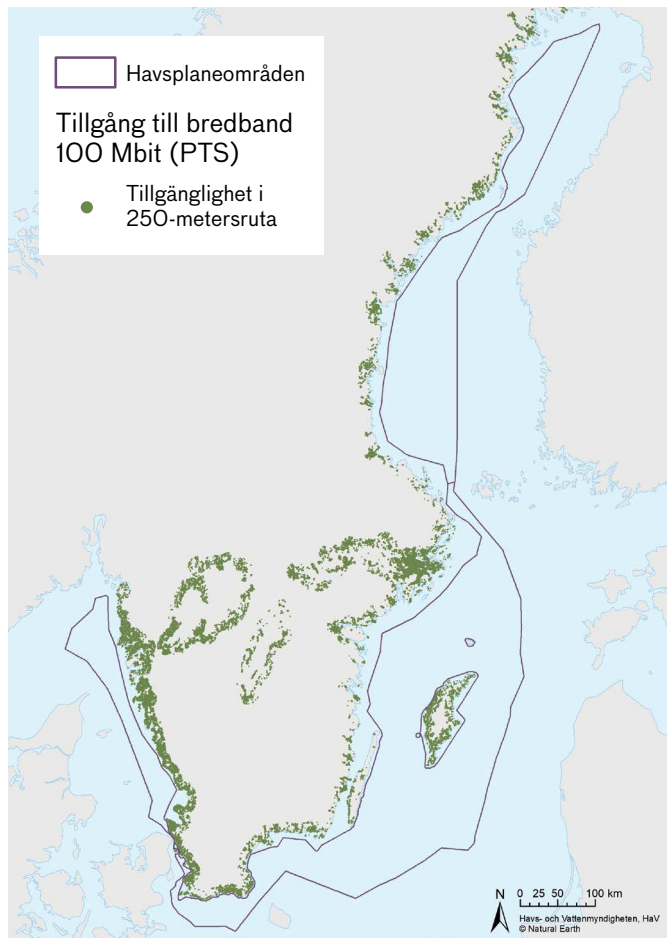 Havsplaneområden
Tillgång till bredband
100 Mbit (PTS)
Tillgänglighet i
250-metersruta
N
0 25 50 100 km
Havs- och Vattenmyndigheten, HaV
© Natural Earth